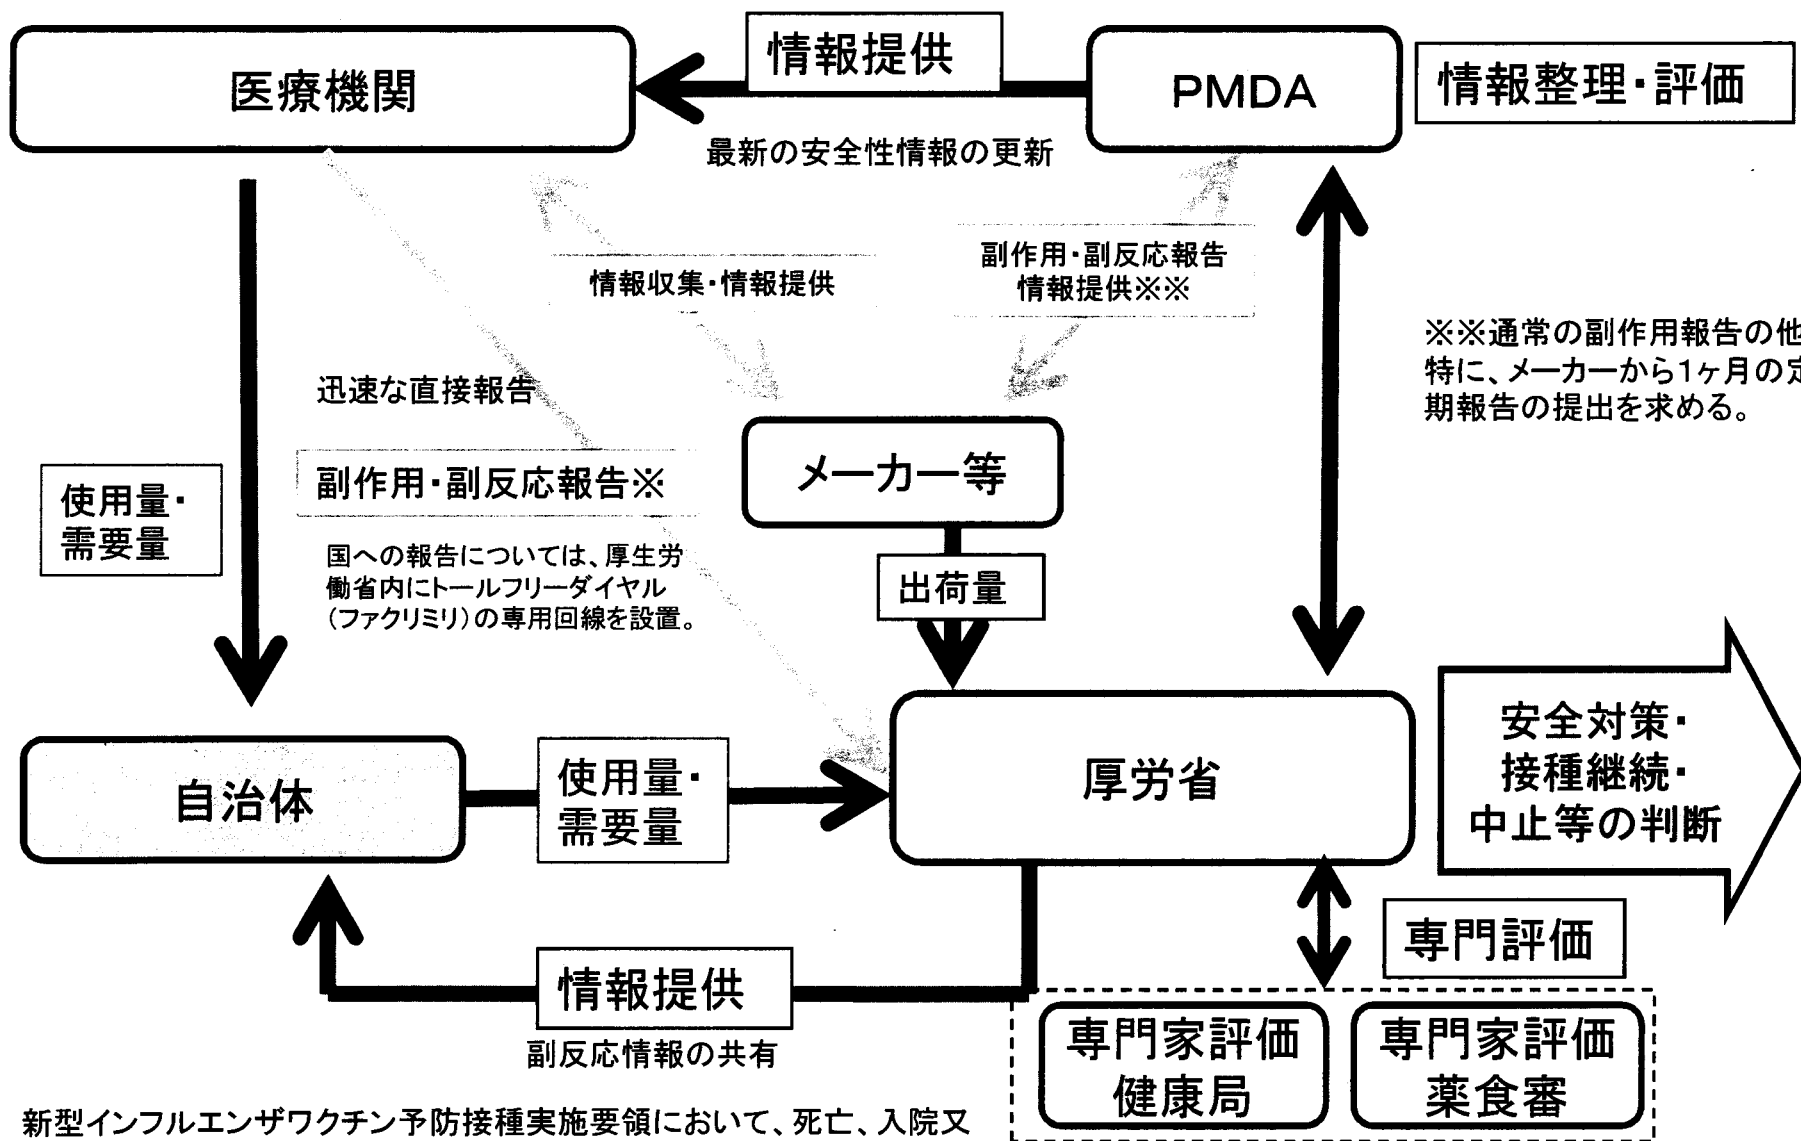 医療機関
情報提供
PMDA
情報整理・評価
最新の安全性情報の更新
情報収集・情報提供
副作用・副反応報告
情報提供※※
※※通常の副作用報告の他
特に、メーカーから1ヶ月の定
期報告の提出を求める。
迅速な直接報告
メーカー等
使用量・
需要量
副作用・副反応報告※
国への報告については、厚生労
働省内にトールフリーダイヤル
(ファクリミリ)の専用回線を設置。
出荷量
自治体
使用量・
需要量
厚労省
安全対策・
接種継続・
中止等の判断
専門評価
情報提供
副反応情報の共有
専門家評価
健康局
専門家評価
薬食審
新型インフルエンザワクチン予防接種実施要領において、死亡、入院又